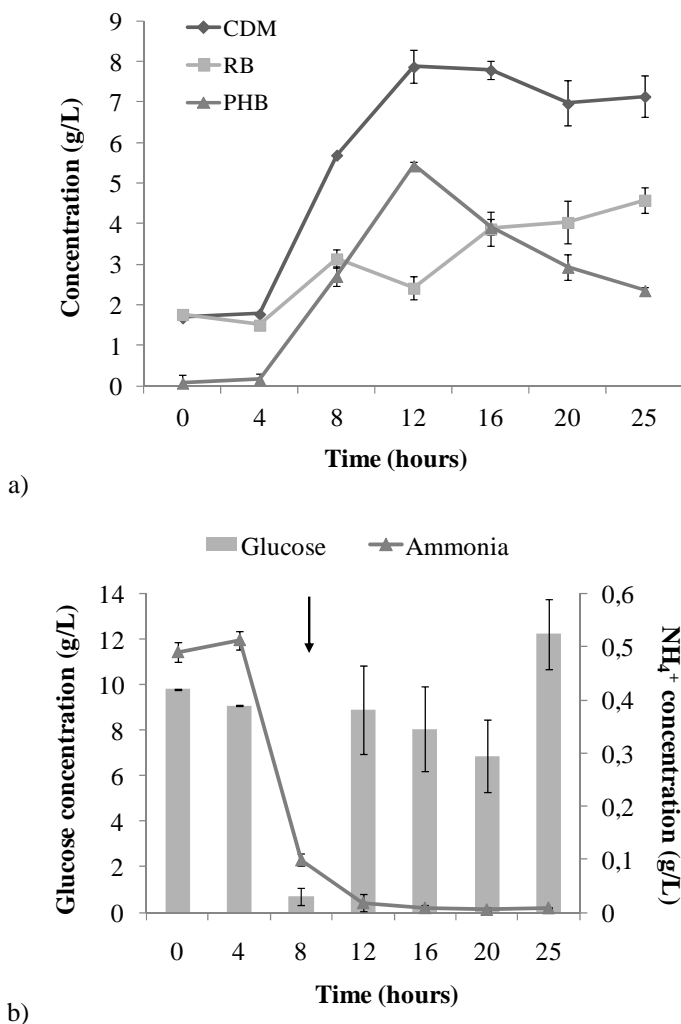 9
8
7
6
5
4
3
2
1
0
Concentration (g/L)
CDM
RB
PHB
0 4 8 12 16 20 25
Time (hours)
a)
Glucose Ammonia
14
12
10
8
6
4
2
0
Glucose concentration (g/L)
0,6
0,5
0,4
0,3
0,2
0,1
0
NH₄⁺ concentration (g/L)
0 4 8 12 16 20 25
Time (hours)
b)